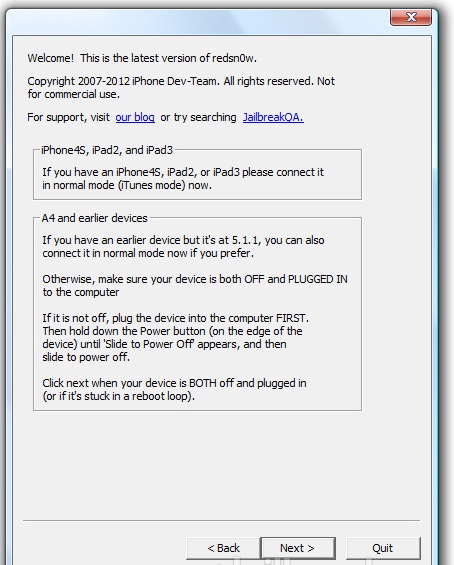 Welcome! This is the latest version of redsn0w.
Copyright 2007-2012 iPhone Dev-Team. All rights reserved. Not
for commercial use.
For support, visit our blog or try searching JailbreakQA.
iPhone4S, iPad2, and iPad3
If you have an iPhone4S, iPad2, or iPad3 please connect it
in normal mode (iTunes mode) now.
A4 and earlier devices
If you have an earlier device but it's at 5.1.1, you can also
connect it in normal mode now if you prefer.
Otherwise, make sure your device is both OFF and PLUGGED IN
to the computer
If it is not off, plug the device into the computer FIRST.
Then hold down the Power button (on the edge of the
device) until 'Slide to Power Off' appears, and then
slide to power off.
Click next when your device is BOTH off and plugged in
(or if it's stuck in a reboot loop).
< Back Next > Quit